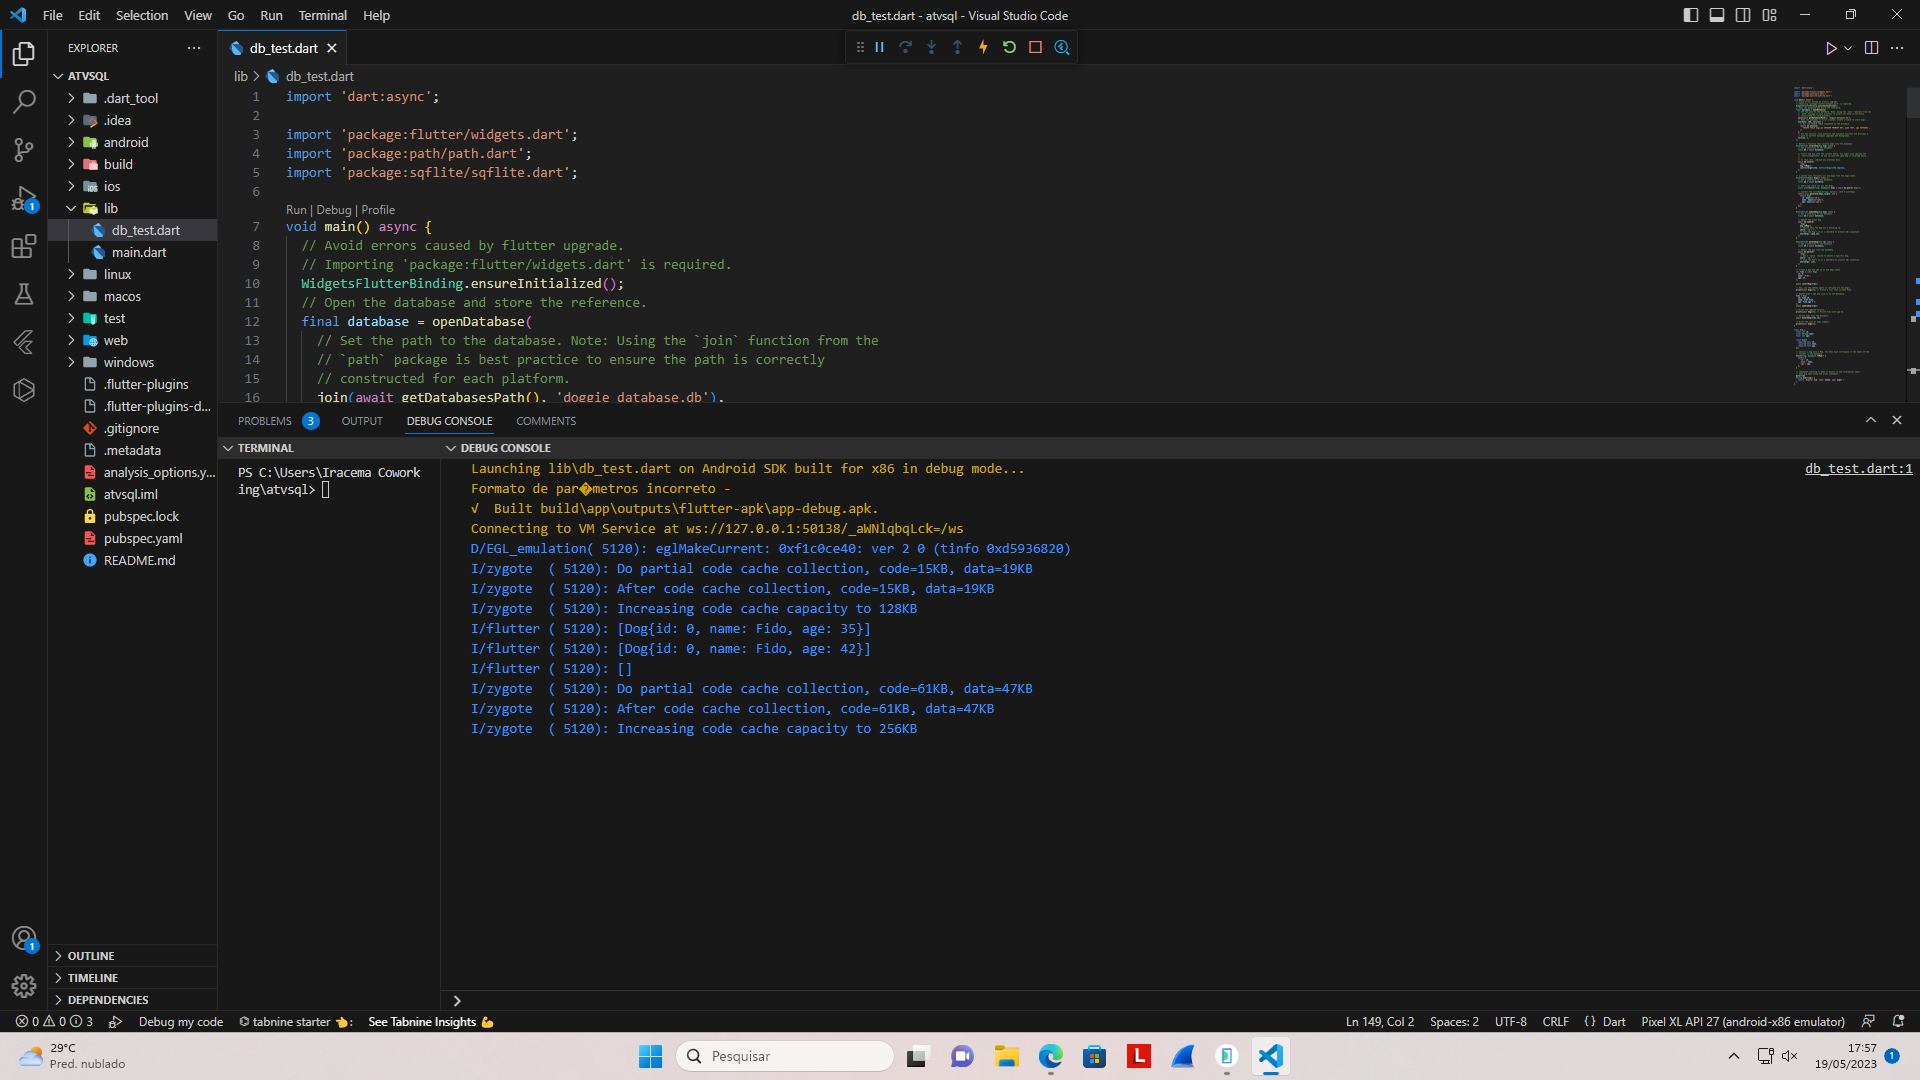 File Edit Selection View Go Run Terminal Help
db_test.dart - atvsql - Visual Studio Code
EXPLORER
ATVSQL
.dart_tool
.idea
android
build
ios
lib
db_test.dart
main.dart
linux
macos
test
web
windows
.flutter-plugins
.flutter-plugins-d...
.gitignore
.metadata
analysis_options.y...
atvsql.iml
pubspec.lock
pubspec.yaml
README.md
OUTLINE
TIMELINE
DEPENDENCIES
1
1
db_test.dart
lib > db_test.dart
1 import 'dart:async';
2
3 import 'package:flutter/widgets.dart';
4 import 'package:path/path.dart';
5 import 'package:sqflite/sqflite.dart';
6
Run | Debug | Profile
7 void main() async {
8 // Avoid errors caused by flutter upgrade.
9 // Importing 'package:flutter/widgets.dart' is required.
10 WidgetsFlutterBinding.ensureInitialized();
11 // Open the database and store the reference.
12 final database = openDatabase(
13 // Set the path to the database. Note: Using the `join` function from the
14 // `path` package is best practice to ensure the path is correctly
15 // constructed for each platform.
16 join(await getDatabasesPath(), 'doggie_database.db'),
PROBLEMS 3 OUTPUT DEBUG CONSOLE COMMENTS
TERMINAL
PS C:\Users\Iracema Cowork
ing\atvsql>
DEBUG CONSOLE
Launching lib\db_test.dart on Android SDK built for x86 in debug mode...
db_test.dart:1
Formato de par�metros incorreto -
√ Built build\app\outputs\flutter-apk\app-debug.apk.
Connecting to VM Service at ws://127.0.0.1:50138/_aWNlqbqLck=/ws
D/EGL_emulation( 5120): eglMakeCurrent: 0xf1c0ce40: ver 2 0 (tinfo 0xd5936820)
I/zygote  ( 5120): Do partial code cache collection, code=15KB, data=19KB
I/zygote  ( 5120): After code cache collection, code=15KB, data=19KB
I/zygote  ( 5120): Increasing code cache capacity to 128KB
I/flutter ( 5120): [Dog{id: 0, name: Fido, age: 35}]
I/flutter ( 5120): [Dog{id: 0, name: Fido, age: 42}]
I/flutter ( 5120): []
I/zygote  ( 5120): Do partial code cache collection, code=61KB, data=47KB
I/zygote  ( 5120): After code cache collection, code=61KB, data=47KB
I/zygote  ( 5120): Increasing code cache capacity to 256KB
0 0 3 Debug my code tabnine starter : See Tabnine Insights
Ln 149, Col 2 Spaces: 2 UTF-8 CRLF { } Dart Pixel XL API 27 (android-x86 emulator)
29°C
Pred. nublado
Pesquisar
L
17:57
19/05/2023
1